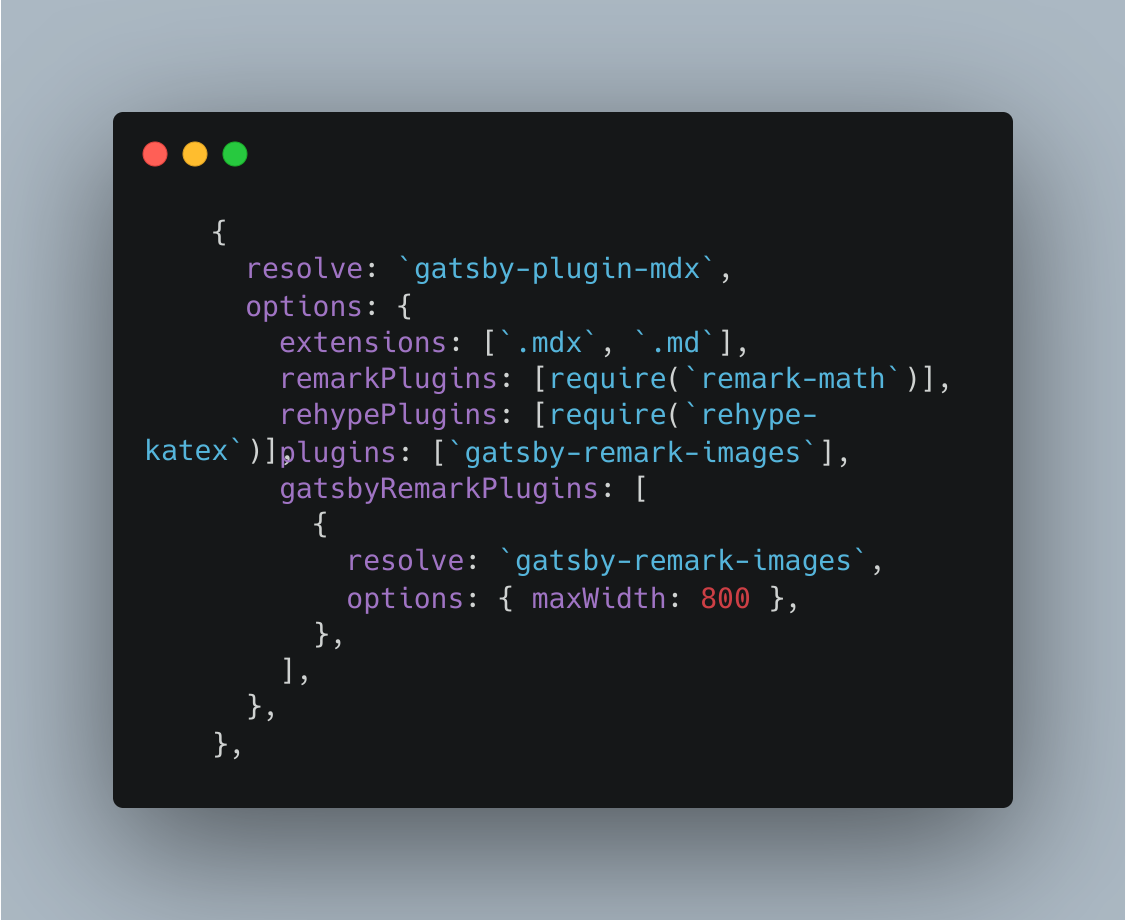 {
resolve: `gatsby-plugin-mdx`,
options: {
extensions: [`.mdx`, `.md`],
remarkPlugins: [require(`remark-math`)],
rehypePlugins: [require(`rehype-
katex`)],
plugins: [`gatsby-remark-images`],
gatsbyRemarkPlugins: [
{
resolve: `gatsby-remark-images`,
options: { maxWidth: 800 },
},
],
},
},